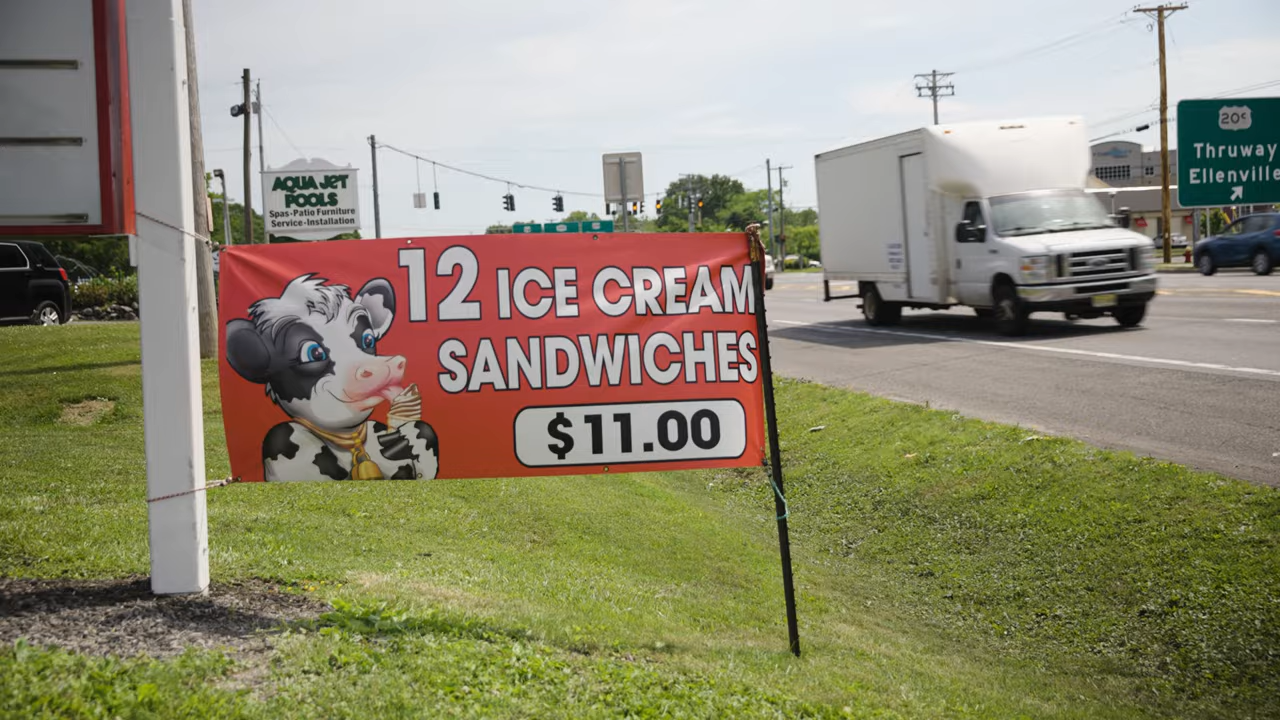 AQUA JET
POOLS
Spas-Patio Furniture
Service-Installation
12 ICE CREAM
SANDWICHES
$11.00
209
Thruway
Ellenville